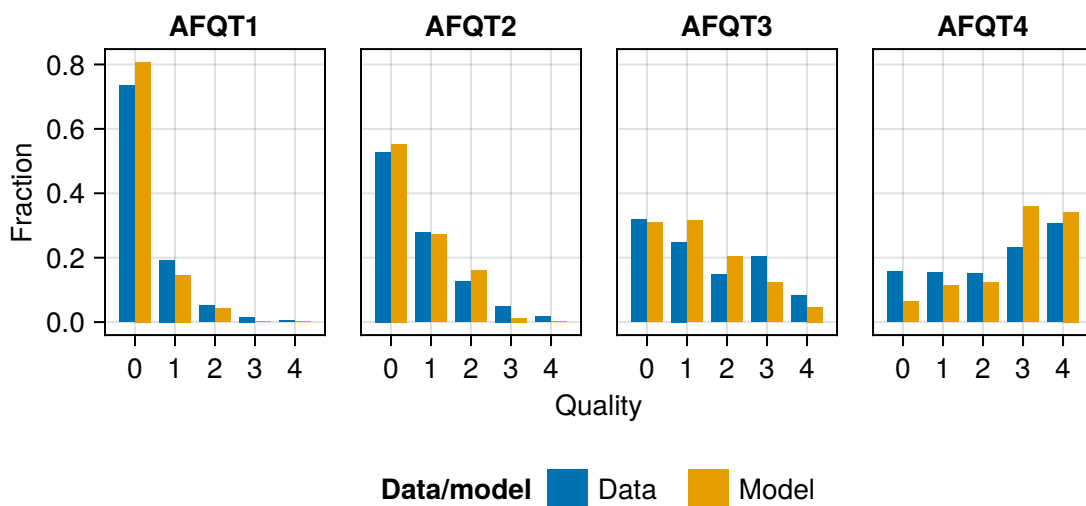 AFQT1 AFQT2 AFQT3 AFQT4
0.8
0.6
0.4
0.2
0.0
Fraction
0 1 2 3 4 0 1 2 3 4 0 1 2 3 4 0 1 2 3 4
Quality
Data/model Data Model